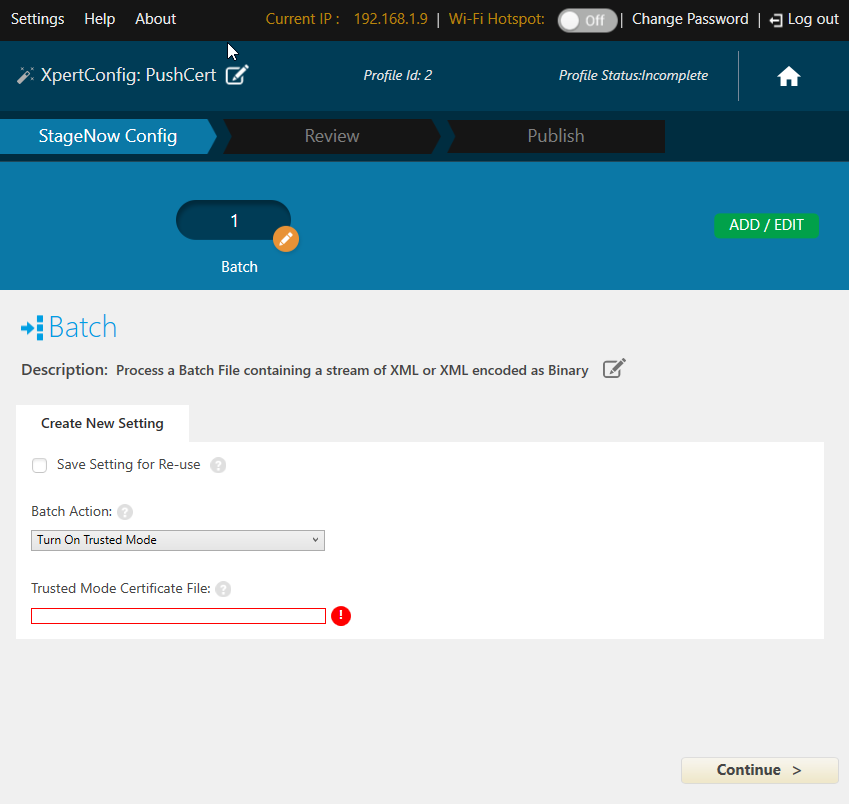 Settings Help About Current IP : 192.168.1.9 | Wi-Fi Hotspot: Off | Change Password | Log out
XpertConfig: PushCert Profile Id: 2 Profile Status:Incomplete
StageNow Config Review Publish
1
ADD / EDIT
Batch
Batch
Description: Process a Batch File containing a stream of XML or XML encoded as Binary
Create New Setting
Save Setting for Re-use ?
Batch Action: ?
Turn On Trusted Mode
Trusted Mode Certificate File: ?
!
Continue >